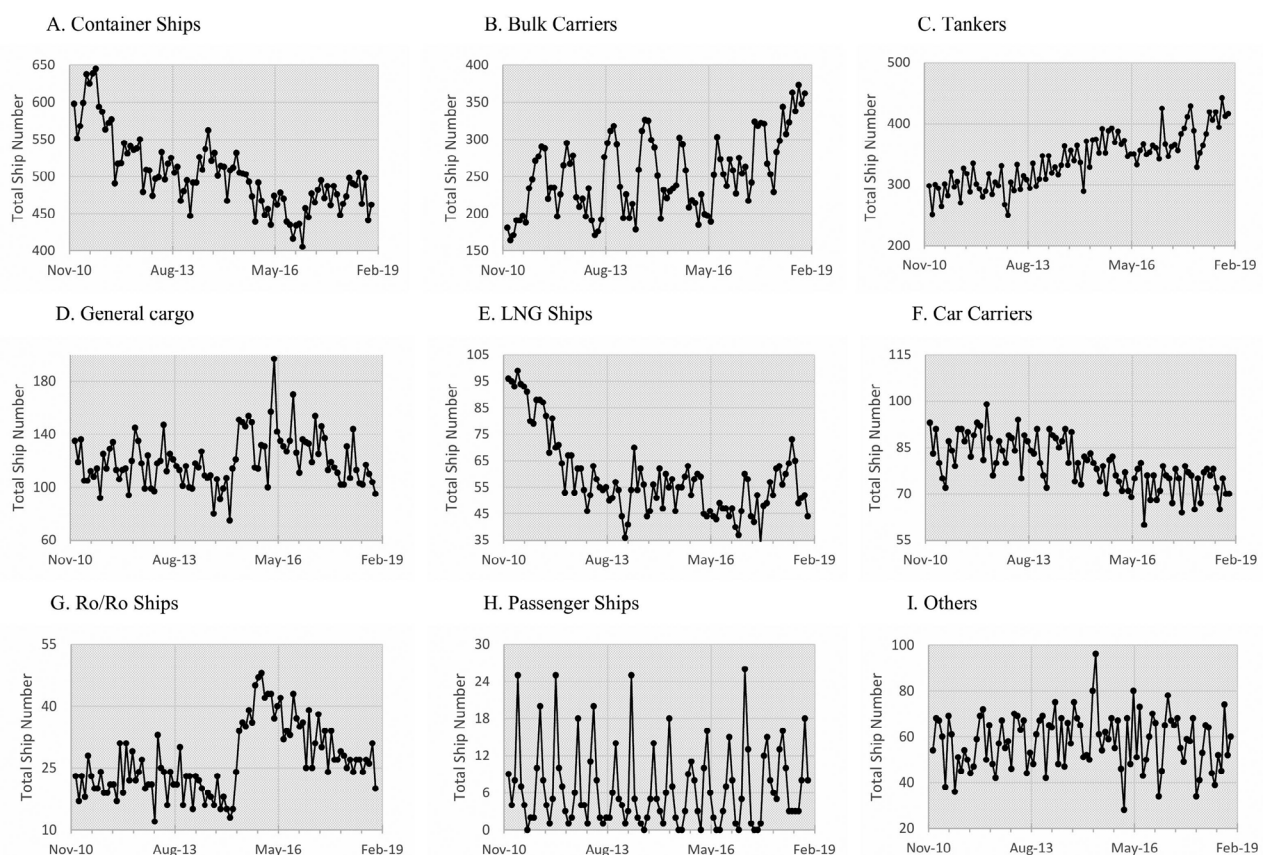 A. Container Ships
B. Bulk Carriers
C. Tankers
Total Ship Number
650
600
550
500
450
400
Nov-10 Aug-13 May-16 Feb-19
Total Ship Number
400
350
300
250
200
150
Nov-10 Aug-13 May-16 Feb-19
Total Ship Number
500
400
300
200
Nov-10 Aug-13 May-16 Feb-19
D. General cargo
E. LNG Ships
F. Car Carriers
Total Ship Number
180
140
100
60
Nov-10 Aug-13 May-16 Feb-19
Total Ship Number
105
95
85
75
65
55
45
35
Nov-10 Aug-13 May-16 Feb-19
Total Ship Number
115
100
85
70
55
Nov-10 Aug-13 May-16 Feb-19
G. Ro/Ro Ships
H. Passenger Ships
I. Others
Total Ship Number
55
40
25
10
Nov-10 Aug-13 May-16 Feb-19
Total Ship Number
30
24
18
12
6
0
Nov-10 Aug-13 May-16 Feb-19
Total Ship Number
100
80
60
40
20
Nov-10 Aug-13 May-16 Feb-19